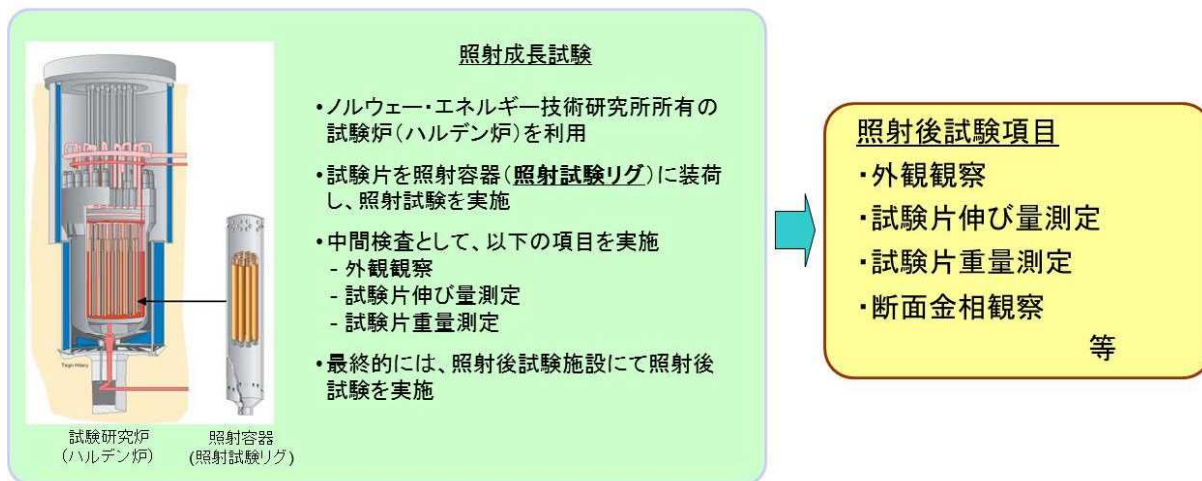 照射成長試験
・ノルウェー・エネルギー技術研究所所有の
試験炉(ハルデン炉)を利用
・試験片を照射容器(照射試験リグ)に装荷
し、照射試験を実施
・中間検査として、以下の項目を実施
- 外観観察
- 試験片伸び量測定
- 試験片重量測定
・最終的には、照射後試験施設にて照射後
試験を実施
試験研究炉
(ハルデン炉)
照射容器
(照射試験リグ)
照射後試験項目
・外観観察
・試験片伸び量測定
・試験片重量測定
・断面金相観察
等